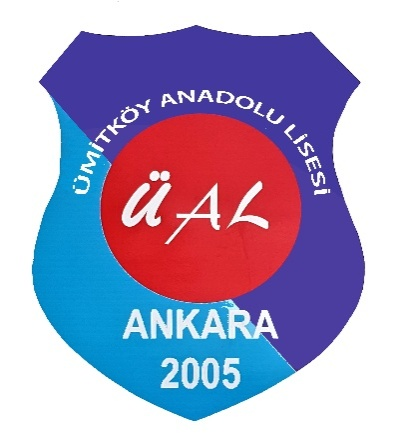 ÜMİTKÖY ANADOLU LİSESİ
ÜAL
ANKARA
2005